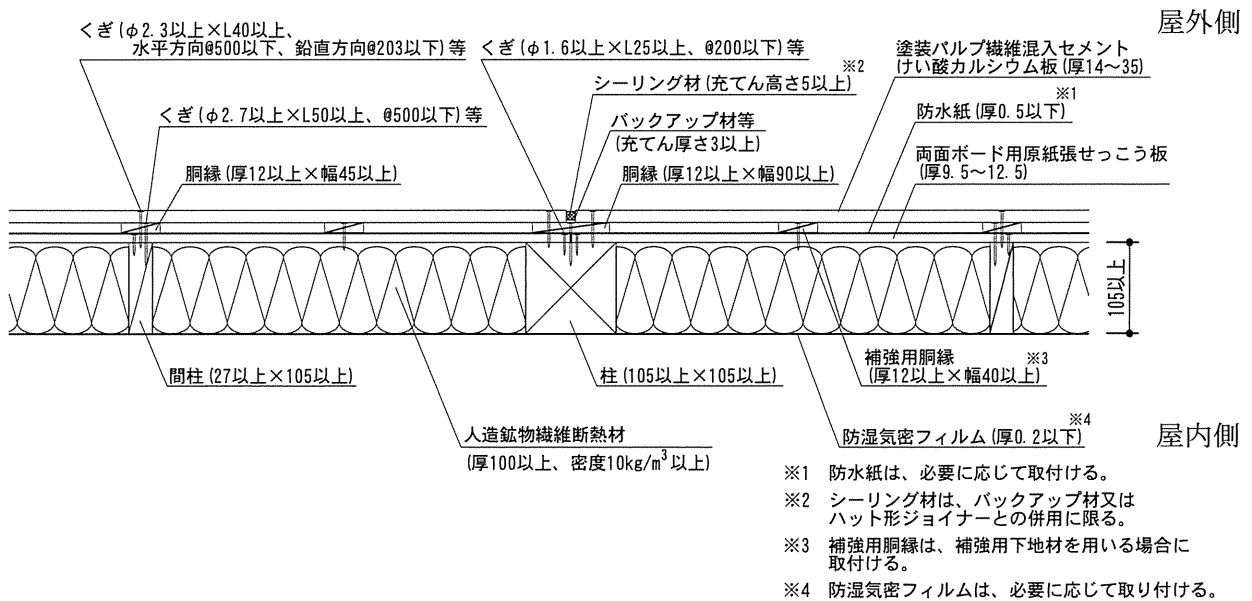 屋外側
くぎ(φ2.3以上×L40以上、
水平方向@500以下、鉛直方向@203以下)等
くぎ(φ1.6以上×L25以上、@200以下)等
塗装パルプ繊維混入セメント
けい酸カルシウム板(厚14~35)
シーリング材(充てん高さ5以上)※2
くぎ(φ2.7以上×L50以上、@500以下)等
バックアップ材等
(充てん厚さ3以上)
防水紙(厚0.5以下)※1
胴縁(厚12以上×幅45以上)
胴縁(厚12以上×幅90以上)
両面ボード用原紙張せっこう板
(厚9.5~12.5)
105以上
間柱(27以上×105以上)
柱(105以上×105以上)
補強用胴縁 ※3
(厚12以上×幅40以上)
人造鉱物繊維断熱材
(厚100以上、密度10kg/m³以上)
防湿気密フィルム(厚0.2以下)※4
屋内側
※1 防水紙は、必要に応じて取付ける。
※2 シーリング材は、バックアップ材又は
ハット形ジョイナーとの併用に限る。
※3 補強用胴縁は、補強用下地材を用いる場合に
取付ける。
※4 防湿気密フィルムは、必要に応じて取り付ける。